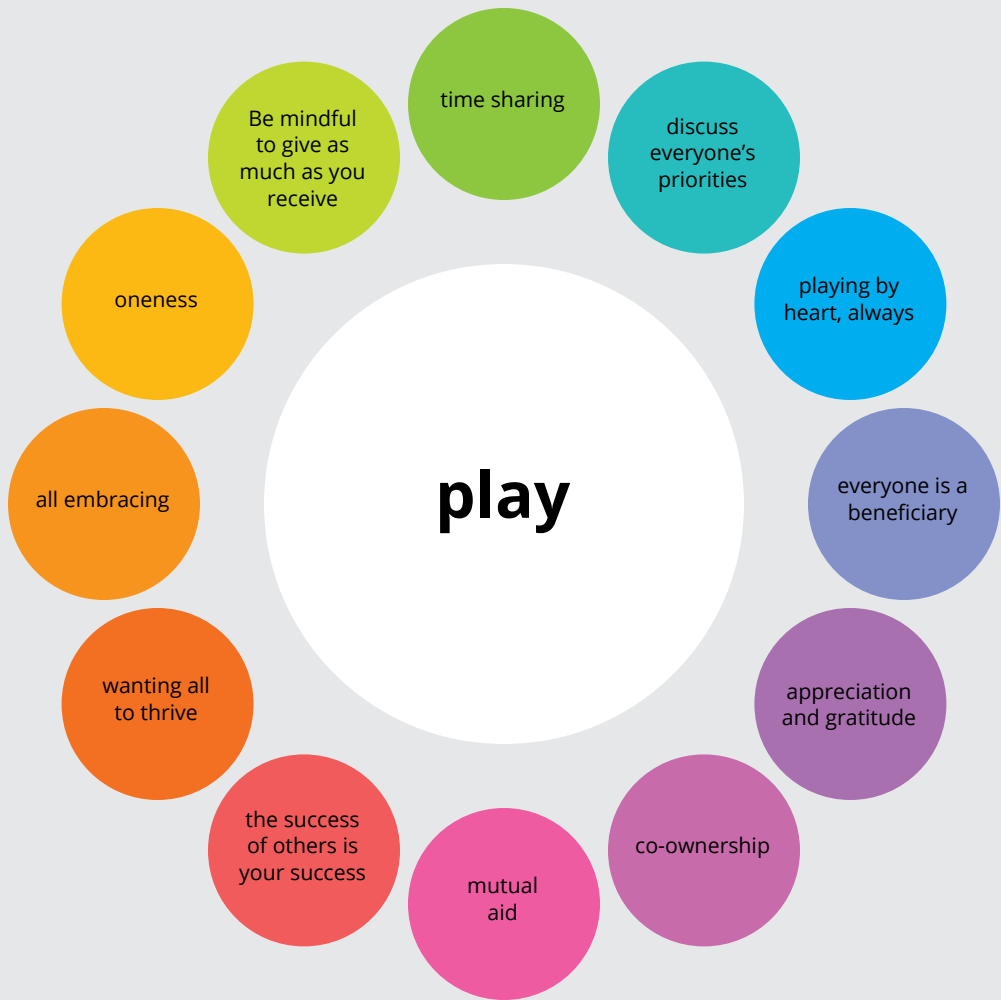 time sharing
discuss
everyone’s
priorities
playing by
heart, always
everyone is a
beneficiary
appreciation
and gratitude
co-ownership
mutual
aid
the success
of others is
your success
wanting all
to thrive
all embracing
oneness
Be mindful
to give as
much as you
receive
play